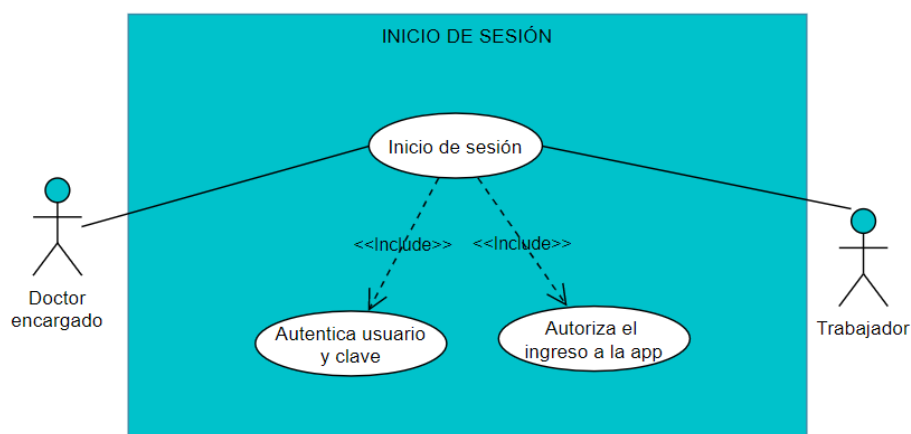 INICIO DE SESIÓN
Inicio de sesión
<<Include>>
<<Include>>
Doctor
encargado
Autentica usuario
y clave
Autoriza el
ingreso a la app
Trabajador